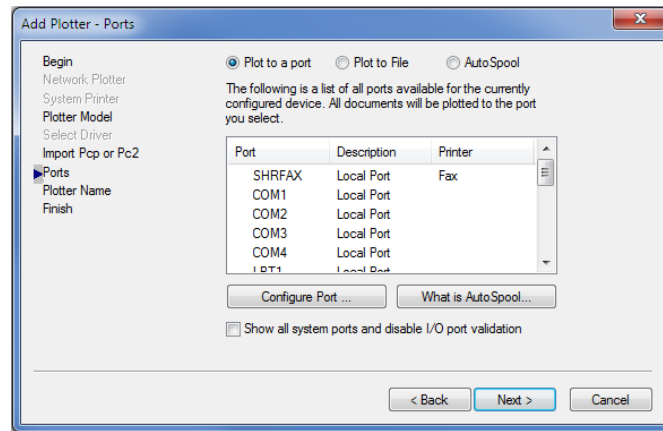 Add Plotter - Ports
Begin
Network Plotter
System Printer
Plotter Model
Select Driver
Import Pcp or Pc2
Ports
Plotter Name
Finish
Plot to a port Plot to File AutoSpool
The following is a list of all ports available for the currently
configured device. All documents will be plotted to the port
you select.
Port Description Printer
SHRFAX Local Port Fax
COM1 Local Port
COM2 Local Port
COM3 Local Port
COM4 Local Port
LPT1 Local Port
Configure Port ... What is AutoSpool...
Show all system ports and disable I/O port validation
< Back Next > Cancel